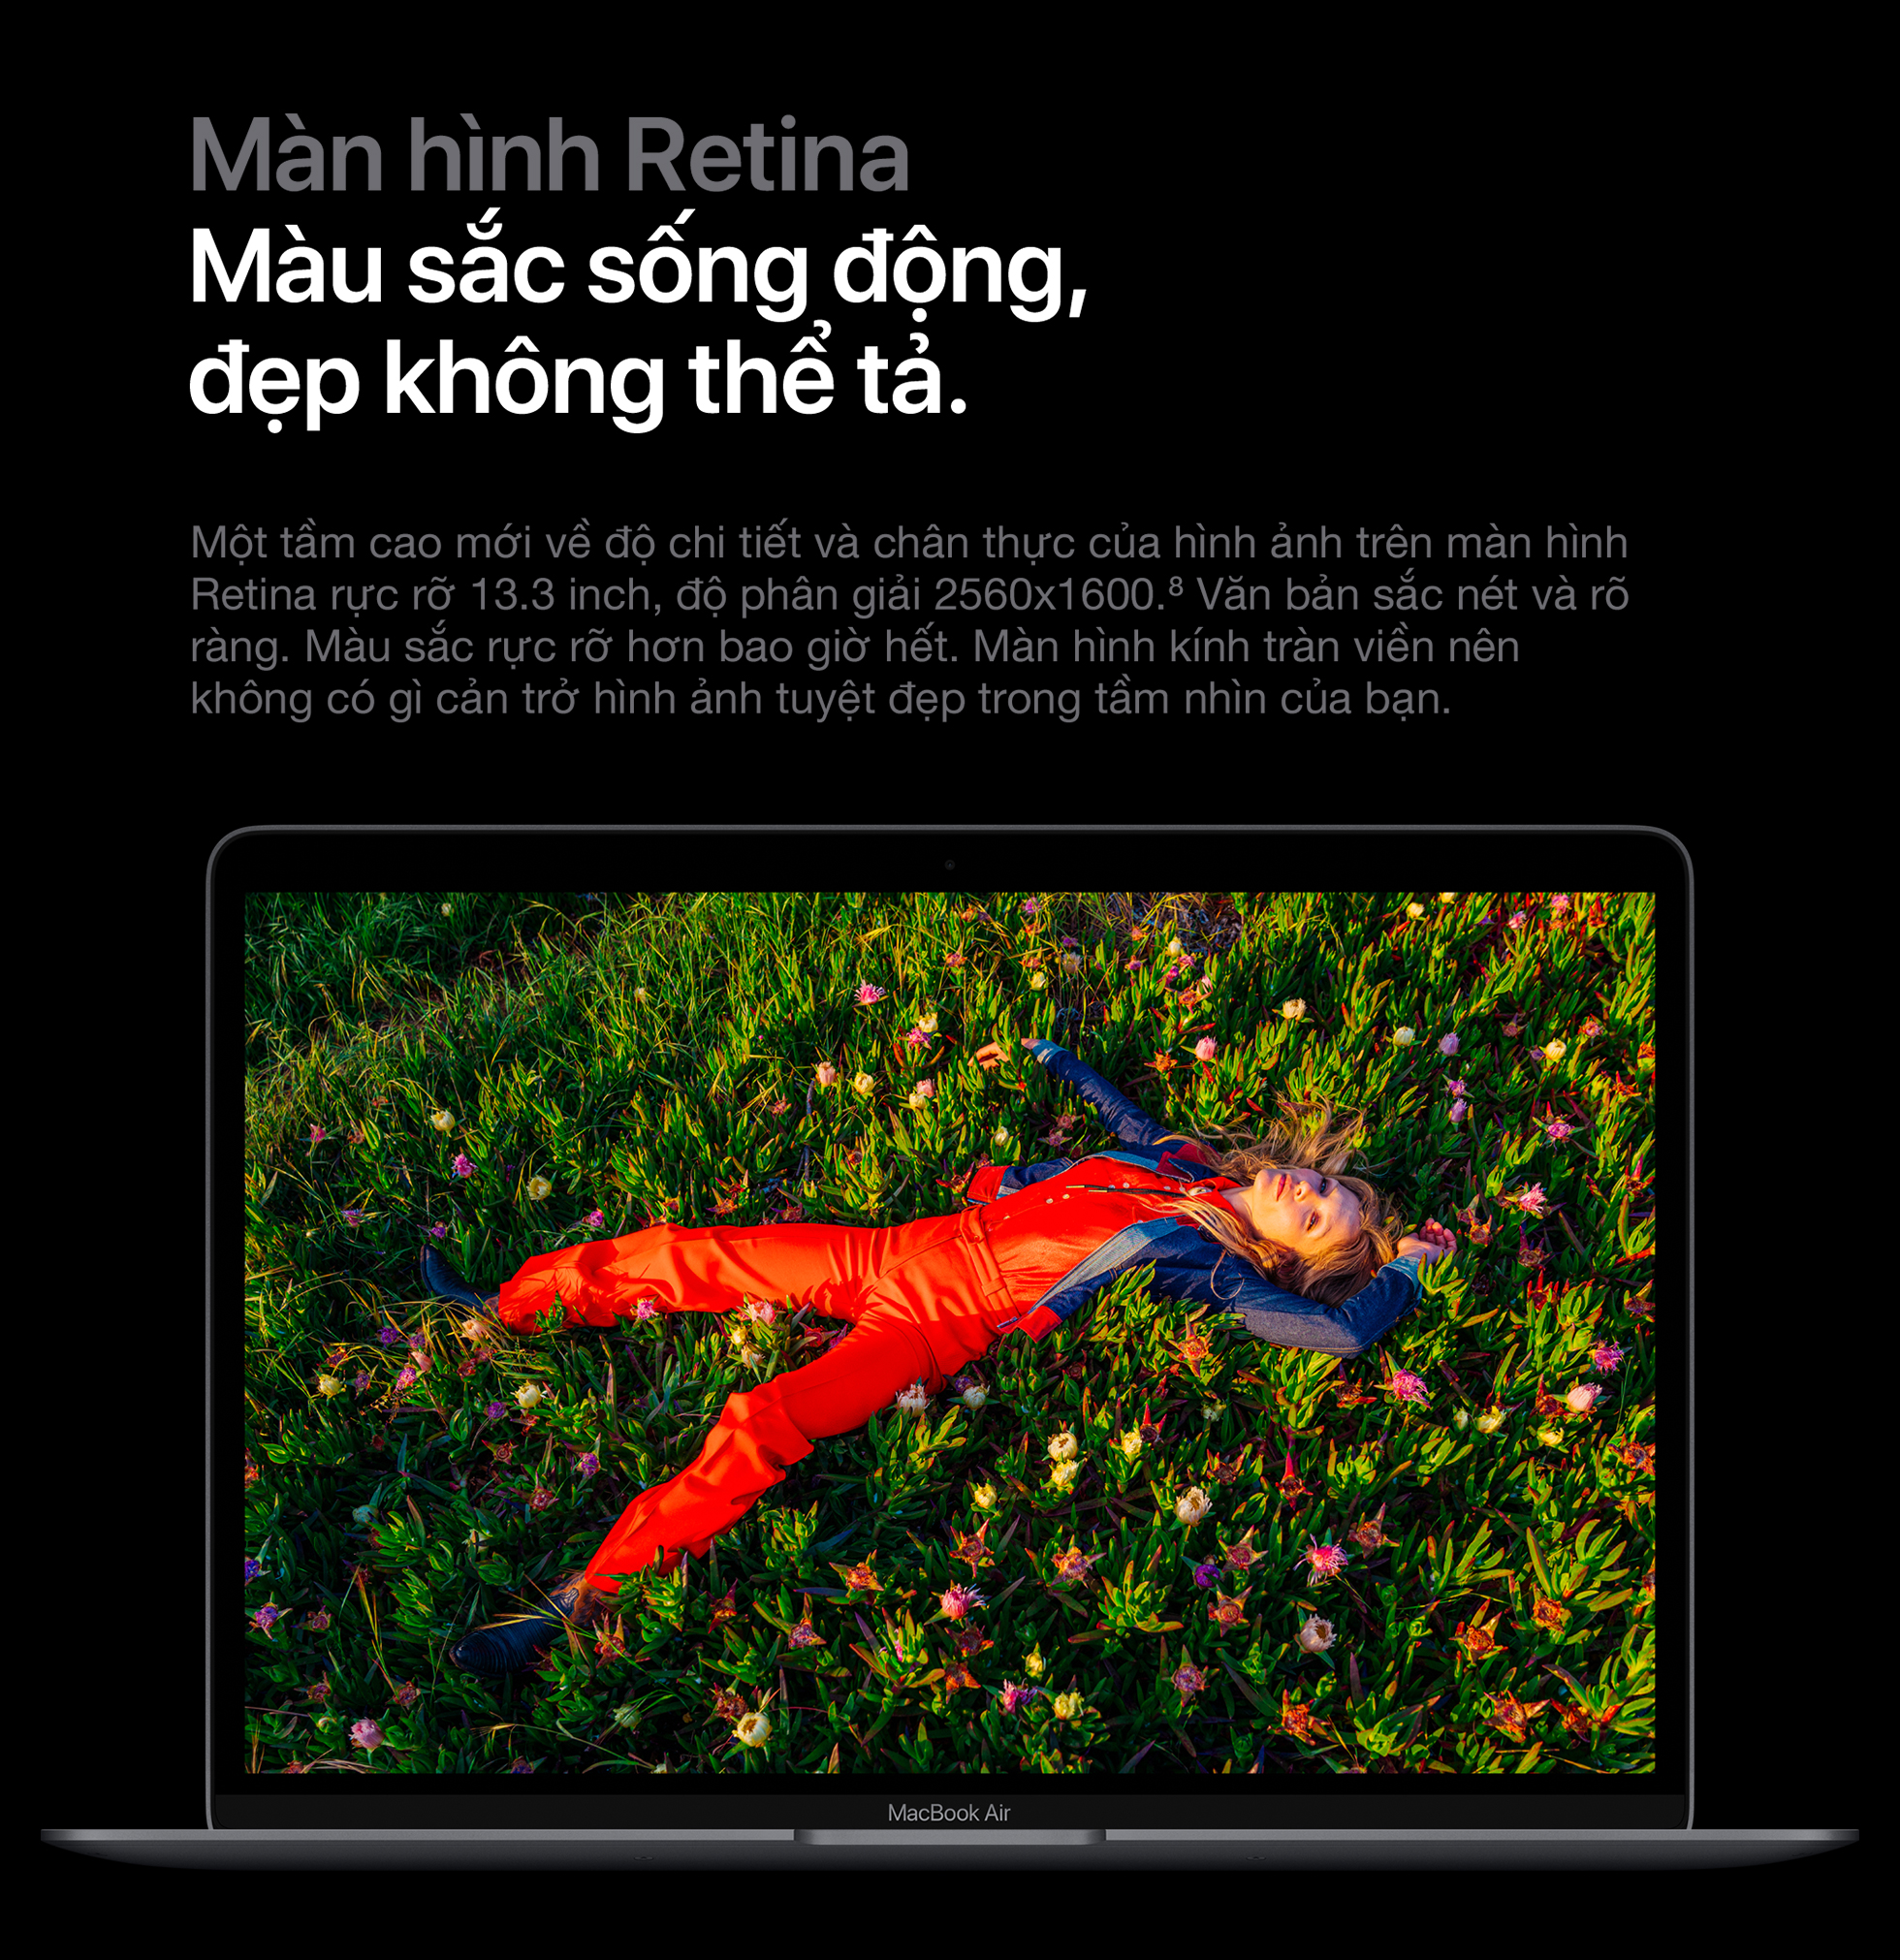 Màn hình Retina
Màu sắc sống động,
đẹp không thể tả.
Một tầm cao mới về độ chi tiết và chân thực của hình ảnh trên màn hình
Retina rực rỡ 13.3 inch, độ phân giải 2560x1600.⁸ Văn bản sắc nét và rõ
ràng. Màu sắc rực rỡ hơn bao giờ hết. Màn hình kính tràn viền nên
không có gì cản trở hình ảnh tuyệt đẹp trong tầm nhìn của bạn.
MacBook Air